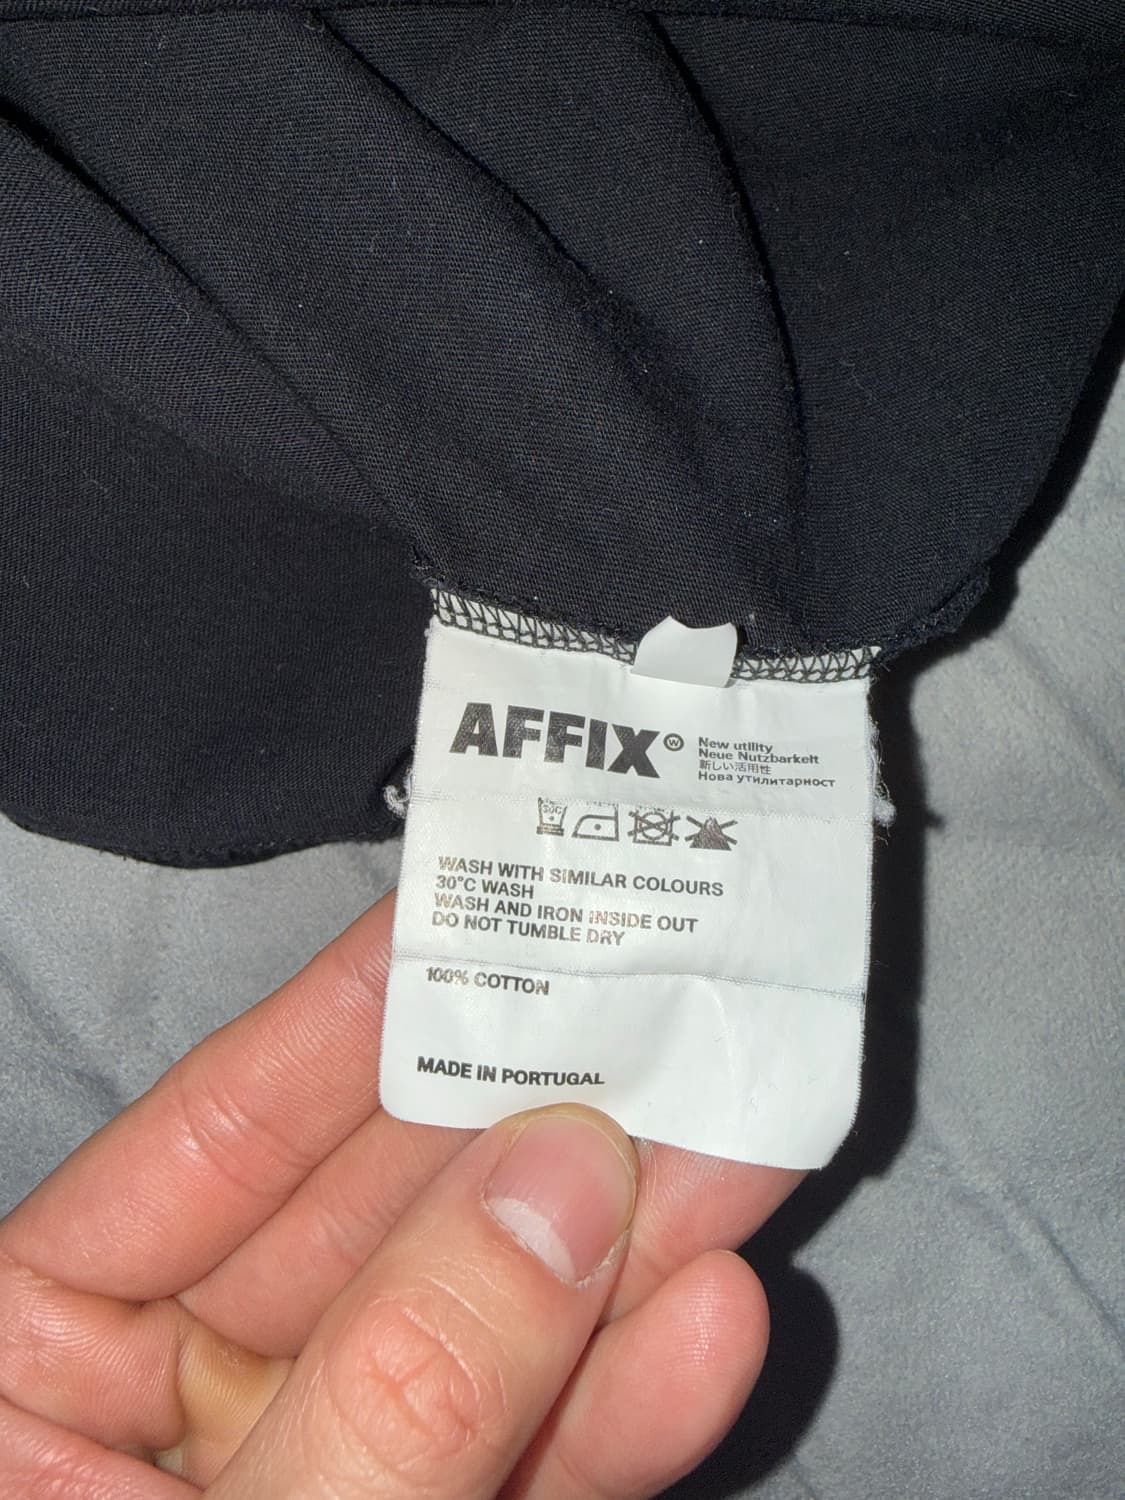 AFFIX Ⓦ
New utility
Neue Nutzbarkeit
新しい活用性
Нова утилитарност
30C
WASH WITH SIMILAR COLOURS
30°C WASH
WASH AND IRON INSIDE OUT
DO NOT TUMBLE DRY
100% COTTON
MADE IN PORTUGAL